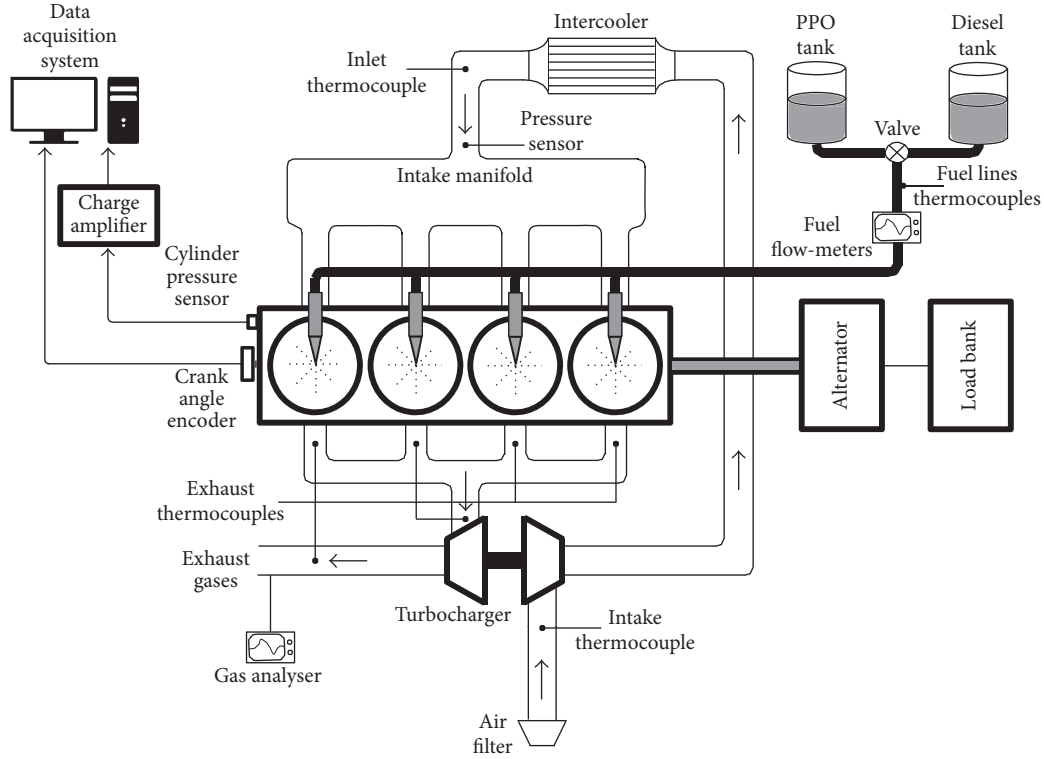 Data
acquisition
system
Intercooler
PPO
tank
Diesel
tank
Inlet
thermocouple
Pressure
sensor
Valve
Intake manifold
Fuel lines
thermocouples
Charge
amplifier
Fuel
flow-meters
Cylinder
pressure
sensor
Crank
angle
encoder
Alternator
Load bank
Exhaust
thermocouples
Exhaust
gases
Turbocharger
Intake
thermocouple
Gas analyser
Air
filter